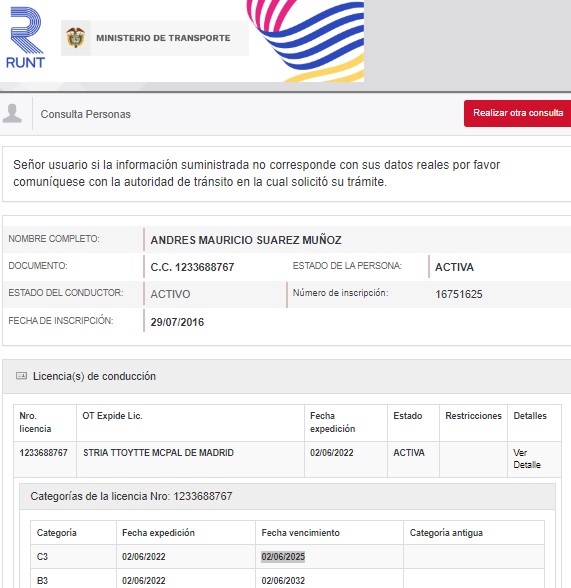 RUNT
MINISTERIO DE TRANSPORTE
Consulta Personas
Realizar otra consulta
Señor usuario si la información suministrada no corresponde con sus datos reales por favor
comuníquese con la autoridad de tránsito en la cual solicitó su trámite.
NOMBRE COMPLETO: ANDRES MAURICIO SUAREZ MUÑOZ
DOCUMENTO: C.C. 1233688767 ESTADO DE LA PERSONA: ACTIVA
ESTADO DEL CONDUCTOR: ACTIVO Número de inscripción: 16751625
FECHA DE INSCRIPCIÓN: 29/07/2016
Licencia(s) de conducción
Nro. licencia OT Expide Lic. Fecha expedición Estado Restricciones Detalles
1233688767 STRIA TTOYTTE MCPAL DE MADRID 02/06/2022 ACTIVA Ver Detalle
Categorías de la licencia Nro: 1233688767
Categoría Fecha expedición Fecha vencimiento Categoría antigua
C3 02/06/2022 02/06/2025
B3 02/06/2022 02/06/2032